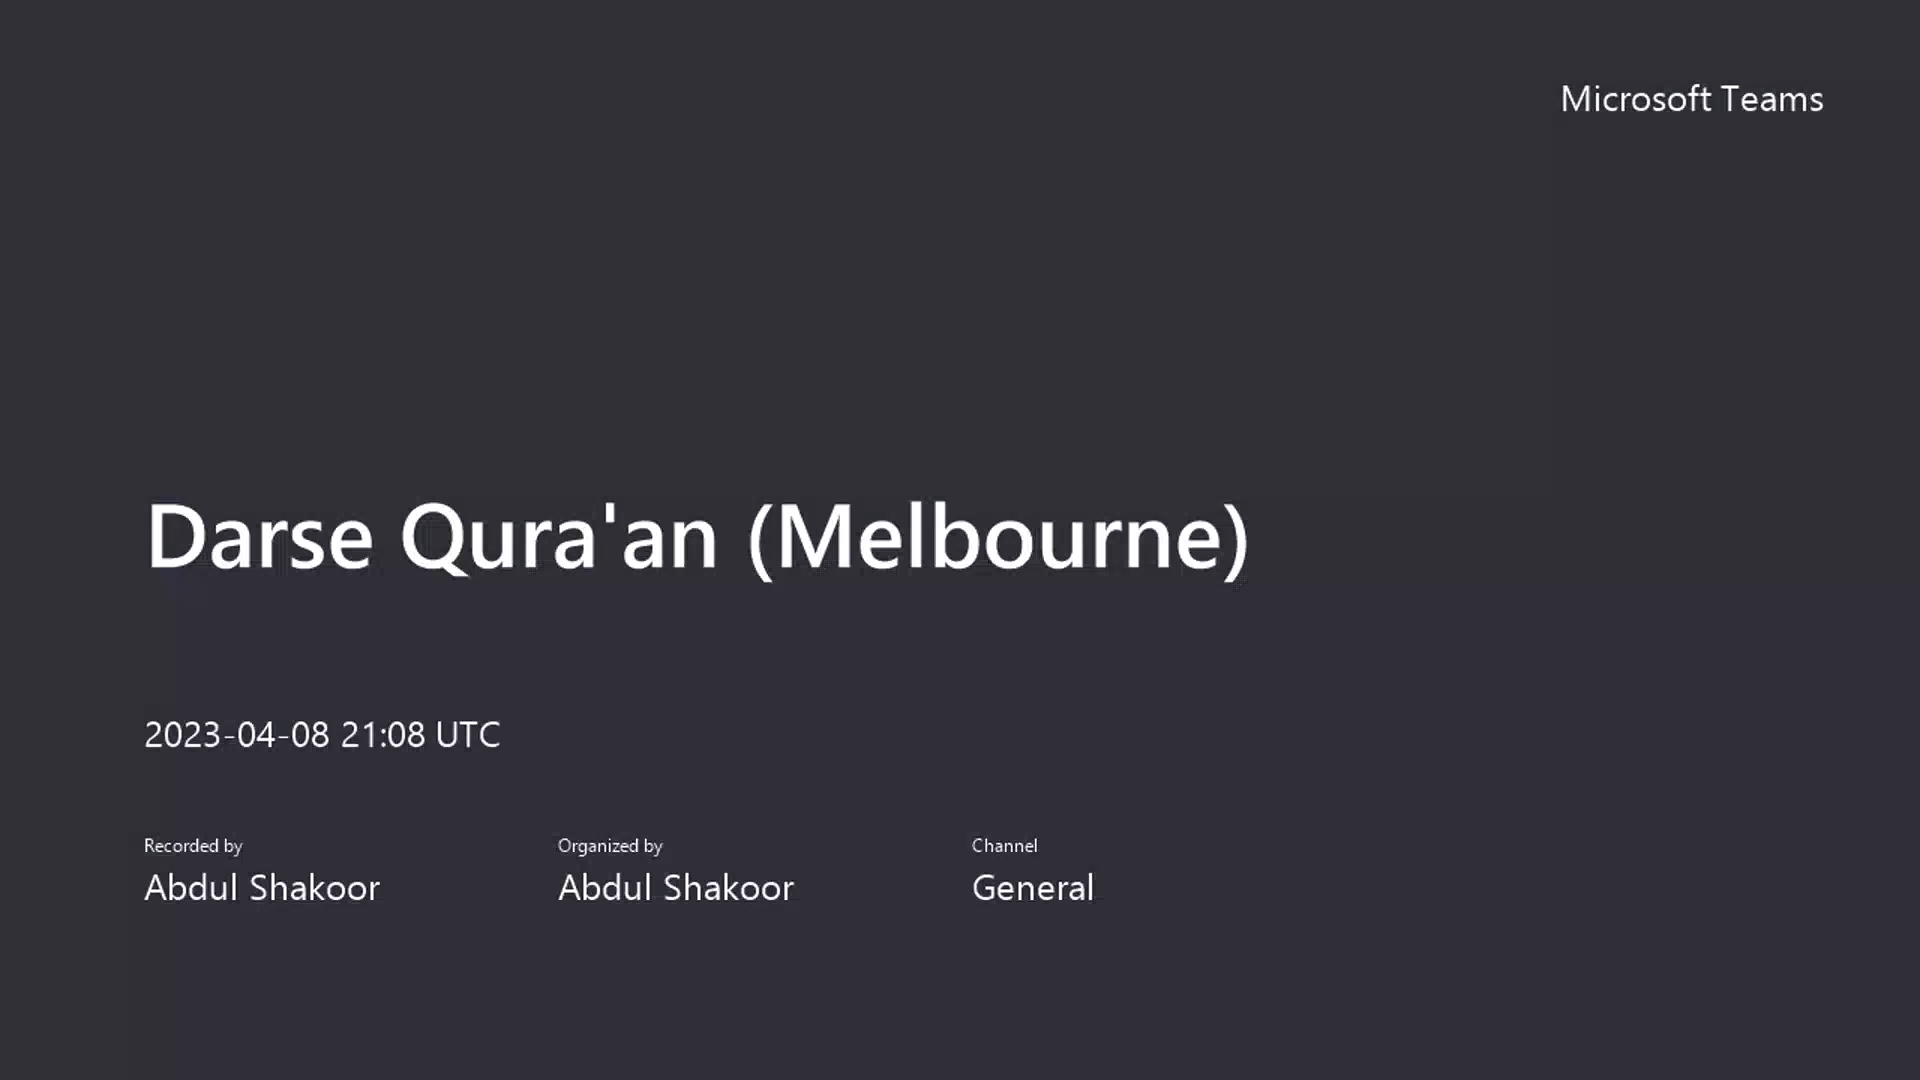 Microsoft Teams
Darse Qura'an (Melbourne)
2023-04-08 21:08 UTC
Recorded by
Abdul Shakoor
Organized by
Abdul Shakoor
Channel
General